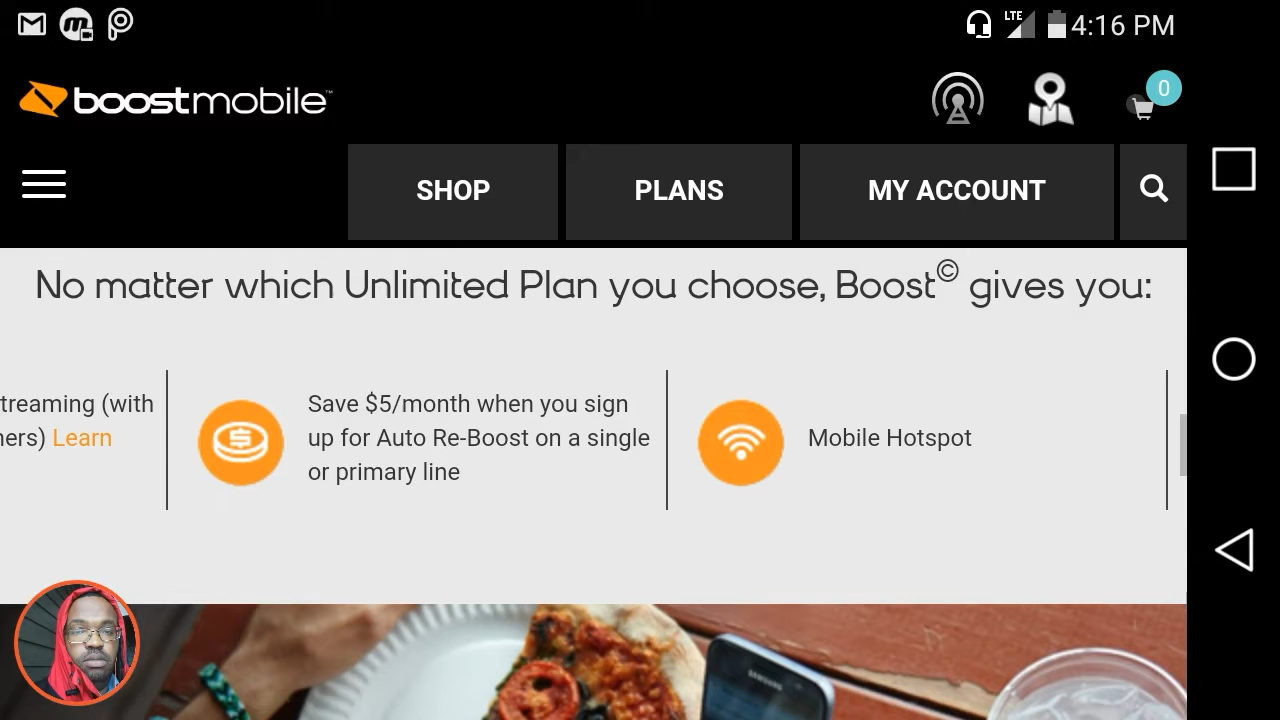 LTE 4:16 PM
boostmobile™
0
SHOP PLANS MY ACCOUNT
No matter which Unlimited Plan you choose, Boost© gives you:
treaming (with
ners) Learn
Save $5/month when you sign
up for Auto Re-Boost on a single
or primary line
Mobile Hotspot
SAMSUNG